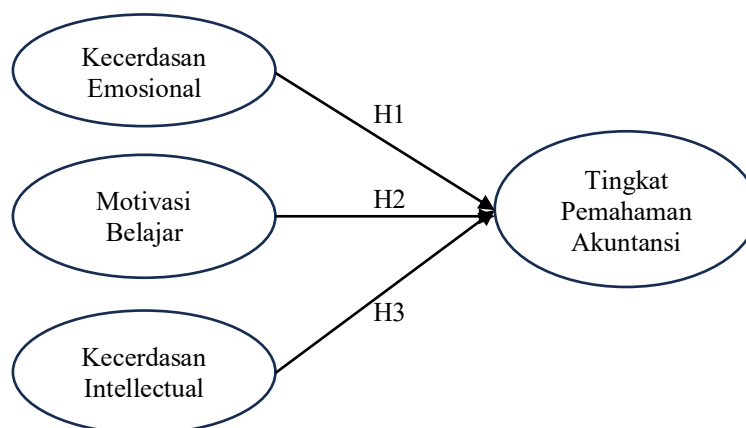 Kecerdasan
Emosional
H1
Motivasi
Belajar
H2
Tingkat
Pemahaman
Akuntansi
H3
Kecerdasan
Intellectual